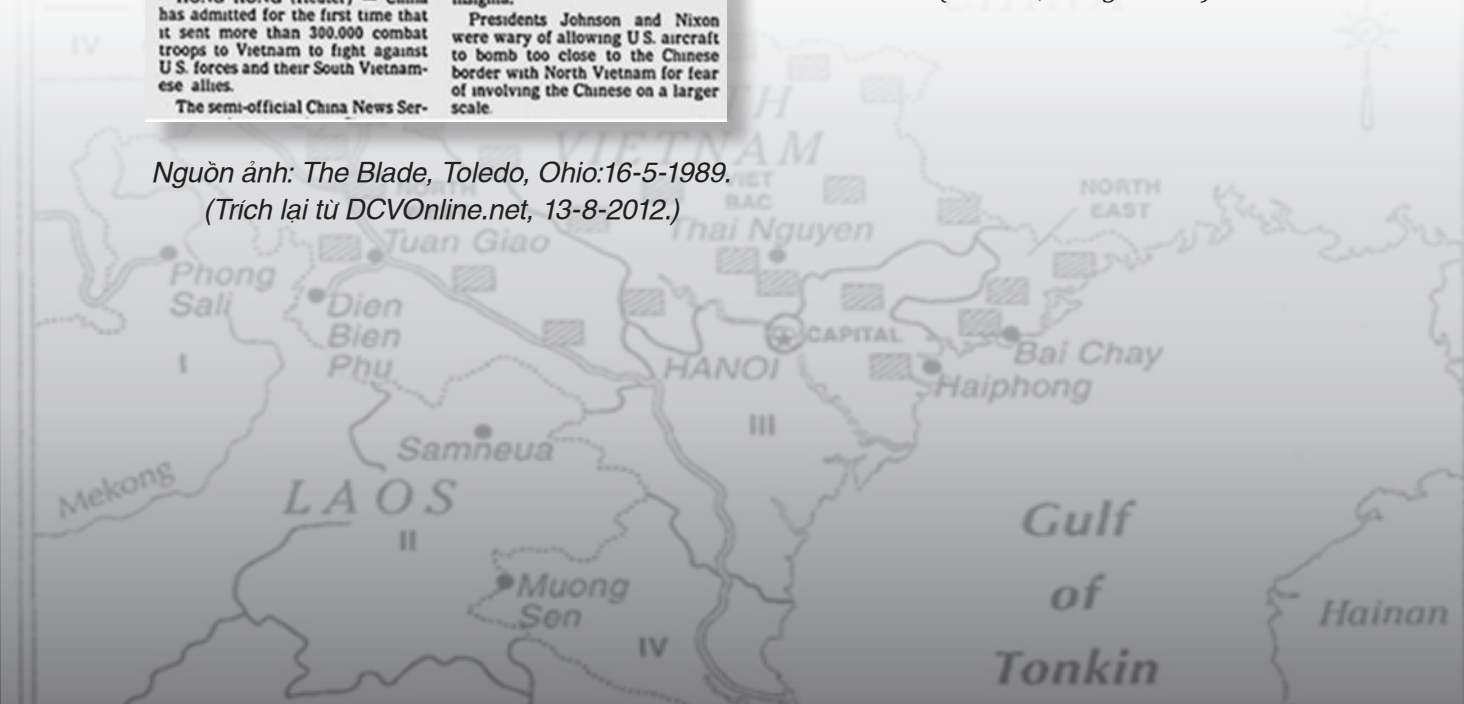 has admitted for the first time that
it sent more than 300,000 combat
troops to Vietnam to fight against
U S. forces and their South Vietnam-
ese allies.
The semi-official China News Ser-
insignia.
Presidents Johnson and Nixon
were wary of allowing U S. aircraft
to bomb too close to the Chinese
border with North Vietnam for fear
of involving the Chinese on a larger
scale.
Nguồn ảnh: The Blade, Toledo, Ohio:16-5-1989.
(Trích lại từ DCVOnline.net, 13-8-2012.)
CHINA
IV
VIETNAM
NORTH
VIET
BAC
NORTH
EAST
Tuan Giao
Thai Nguyen
Phong
Sali
Dien
Bien
Phu
CAPITAL
HANOI
Bai Chay
Haiphong
I
III
Samneua
Mekong
LAOS
II
Gulf
of
Tonkin
Muong
Sen
Hainan
IV